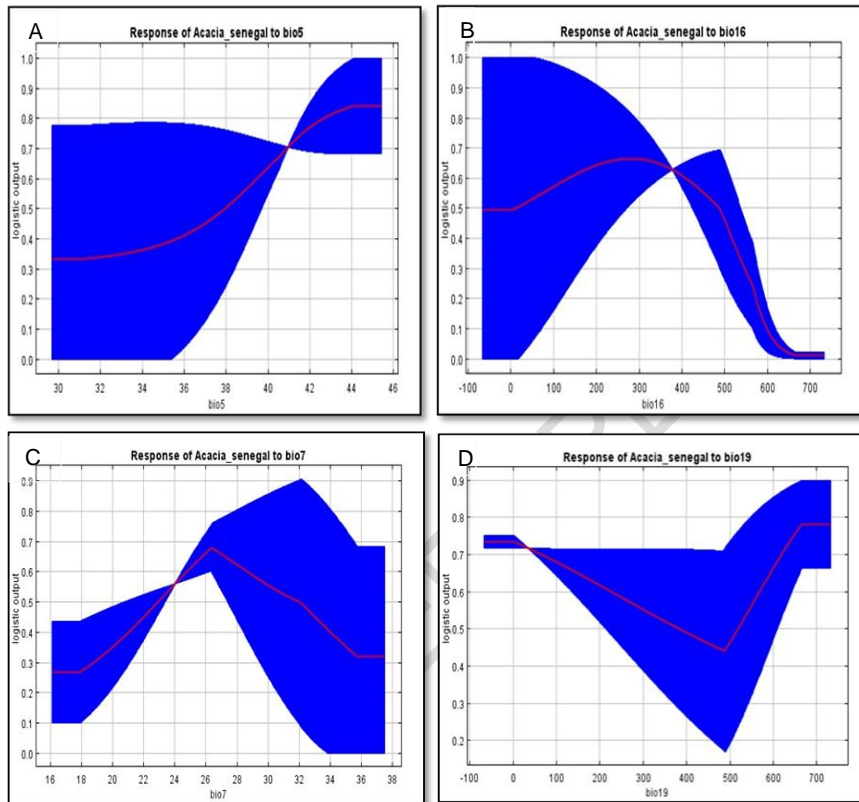 A
Response of Acacia_senegal to bio5
logistic output
1.0
0.9
0.8
0.7
0.6
0.5
0.4
0.3
0.2
0.1
0.0
30 32 34 36 38 40 42 44 46
bio5
B
Response of Acacia_senegal to bio16
logistic output
1.0
0.9
0.8
0.7
0.6
0.5
0.4
0.3
0.2
0.1
0.0
-100 0 100 200 300 400 500 600 700
bio16
C
Response of Acacia_senegal to bio7
logistic output
0.9
0.8
0.7
0.6
0.5
0.4
0.3
0.2
0.1
0.0
16 18 20 22 24 26 28 30 32 34 36 38
bio7
D
Response of Acacia_senegal to bio19
logistic output
0.9
0.8
0.7
0.6
0.5
0.4
0.3
0.2
-100 0 100 200 300 400 500 600 700
bio19